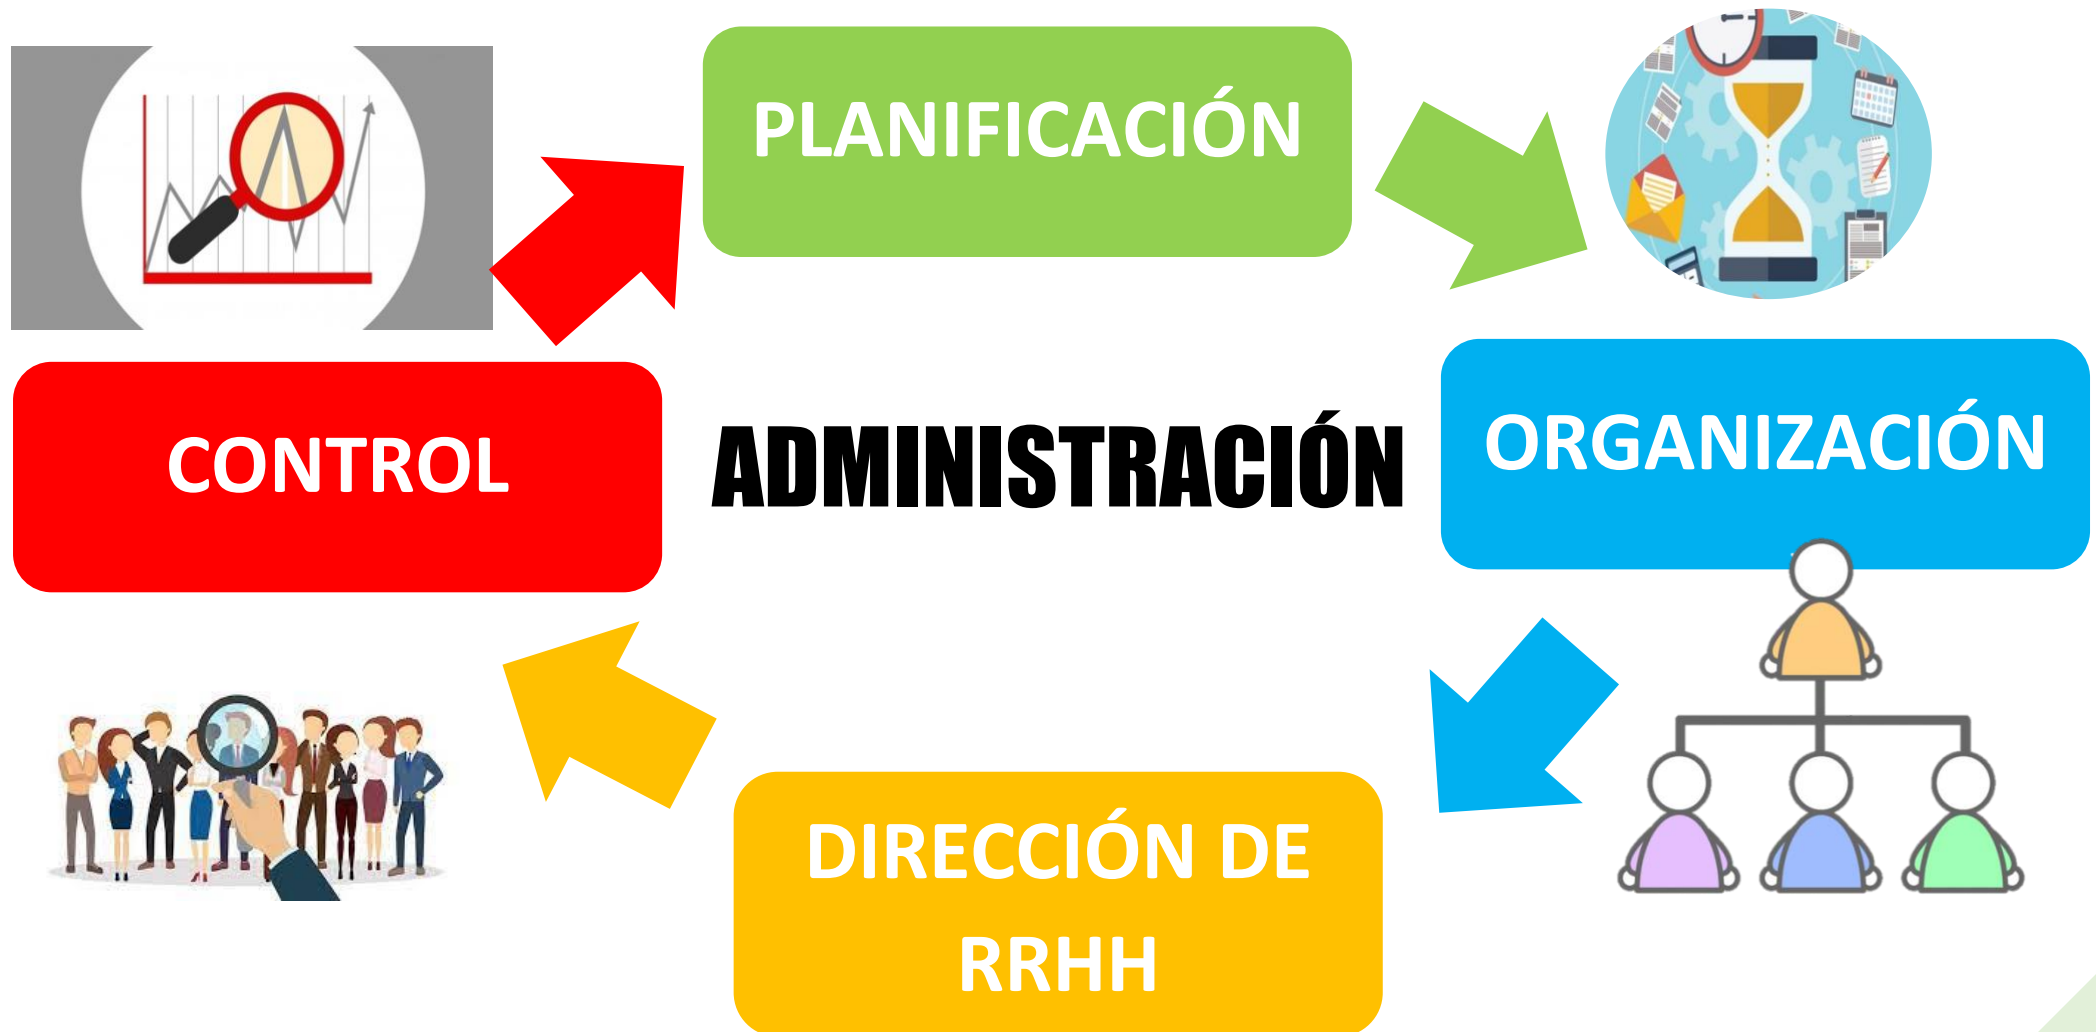 PLANIFICACIÓN
CONTROL
ADMINISTRACIÓN
ORGANIZACIÓN
DIRECCIÓN DE
RRHH